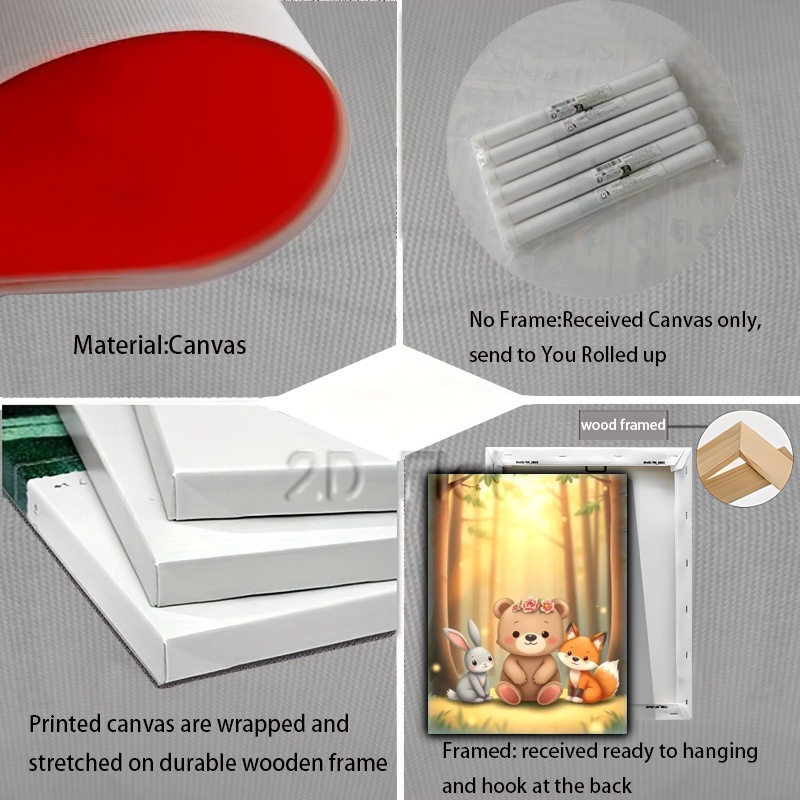 Material:Canvas
No Frame:Received Canvas only,
send to You Rolled up
2D
wood framed
Printed canvas are wrapped and
stretched on durable wooden frame
Framed: received ready to hanging
and hook at the back